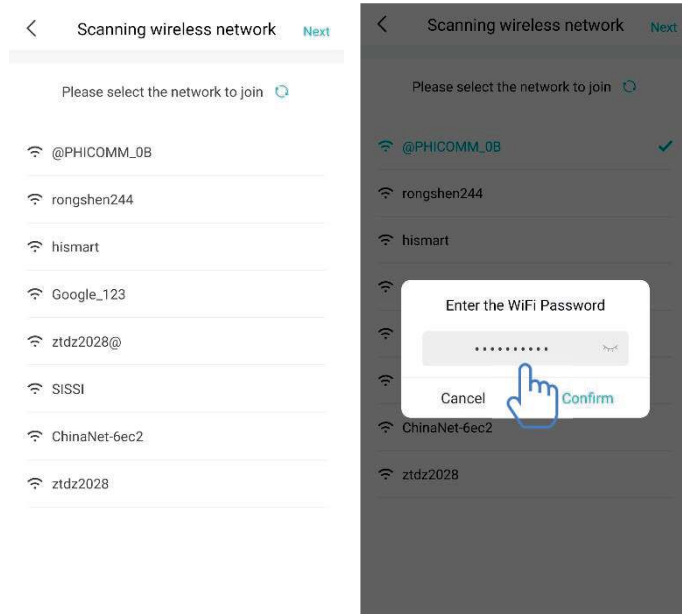 Scanning wireless network
Next
Please select the network to join
@PHICOMM_0B
rongshen244
hismart
Google_123
ztdz2028@
SISSI
ChinaNet-6ec2
ztdz2028
Scanning wireless network
Next
Please select the network to join
@PHICOMM_0B
rongshen244
hismart
Enter the WiFi Password
••••••••••
Cancel
Confirm
ChinaNet-6ec2
ztdz2028